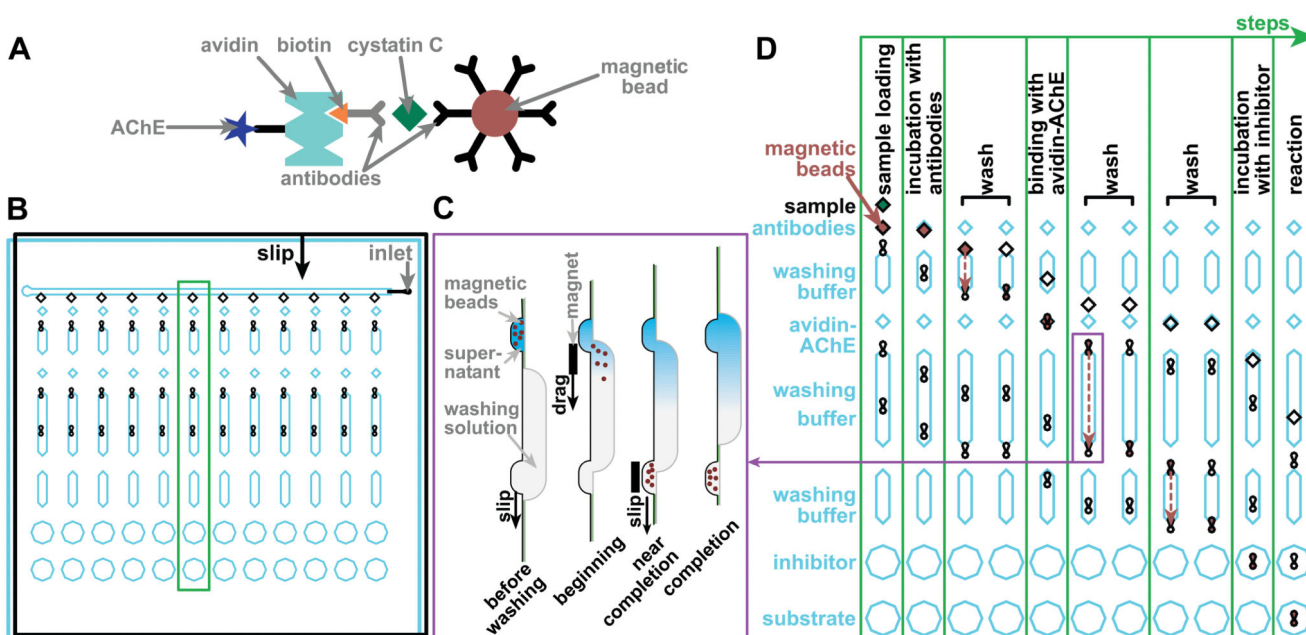 A
avidin
biotin
cystatin C
magnetic
bead
AChE
antibodies
B
slip
inlet
C
magnetic
beads
super-
natant
washing
solution
magnet
drag
slip
slip
before
washing
beginning
near
completion
completion
D
steps
magnetic
beads
sample loading
incubation with
antibodies
wash
binding with
avidin-AChE
wash
wash
incubation
with inhibitor
reaction
sample
antibodies
washing
buffer
avidin-
AChE
washing
buffer
washing
buffer
inhibitor
substrate